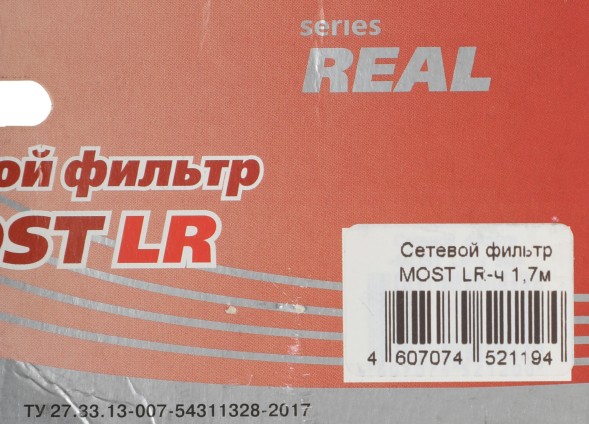 series
REAL
ой фильтр
OST LR
Сетевой фильтр
MOST LR-ч 1,7м
4 607074 521194
ТУ 27.33.13-007-54311328-2017